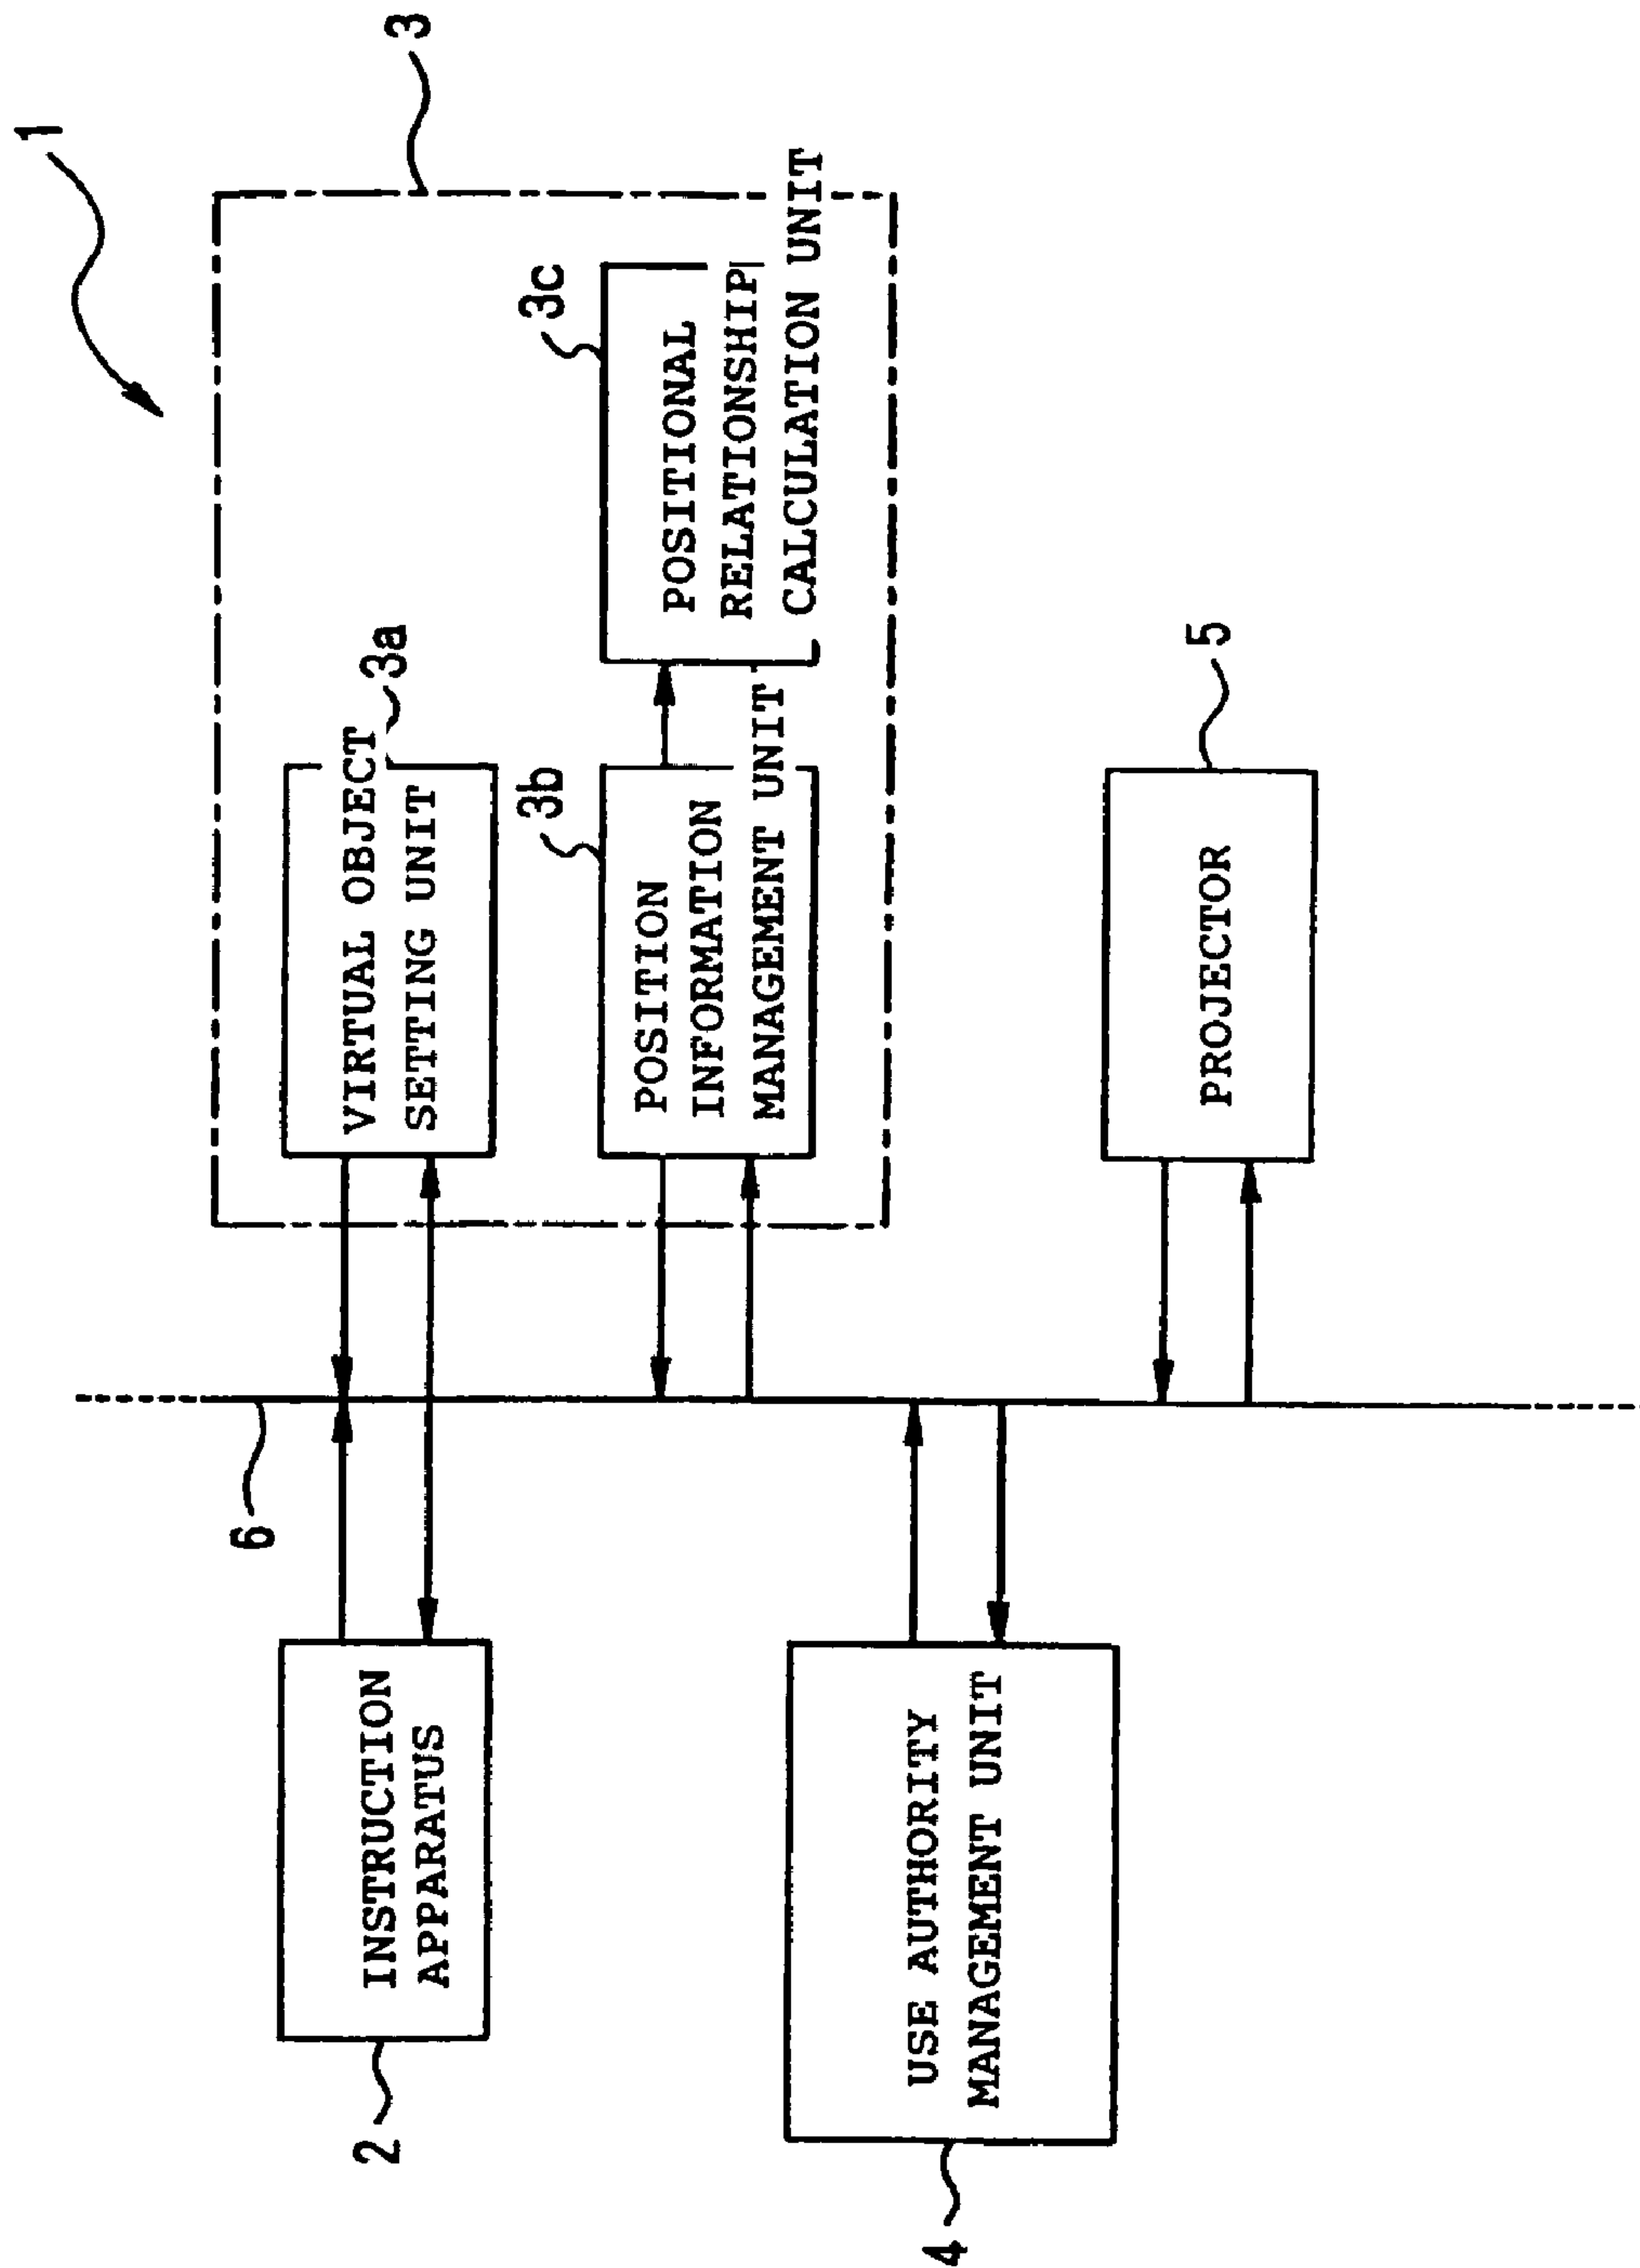 1
3
VIRTUAL OBJECT
SETTING UNIT
3a
3b
POSITION
INFORMATION
MANAGEMENT UNIT
3c
POSITIONAL
RELATIONSHIP
CALCULATION UNIT
6
2
INSTRUCTION
APPARATUS
4
USE AUTHORITY
MANAGEMENT UNIT
5
PROJECTOR